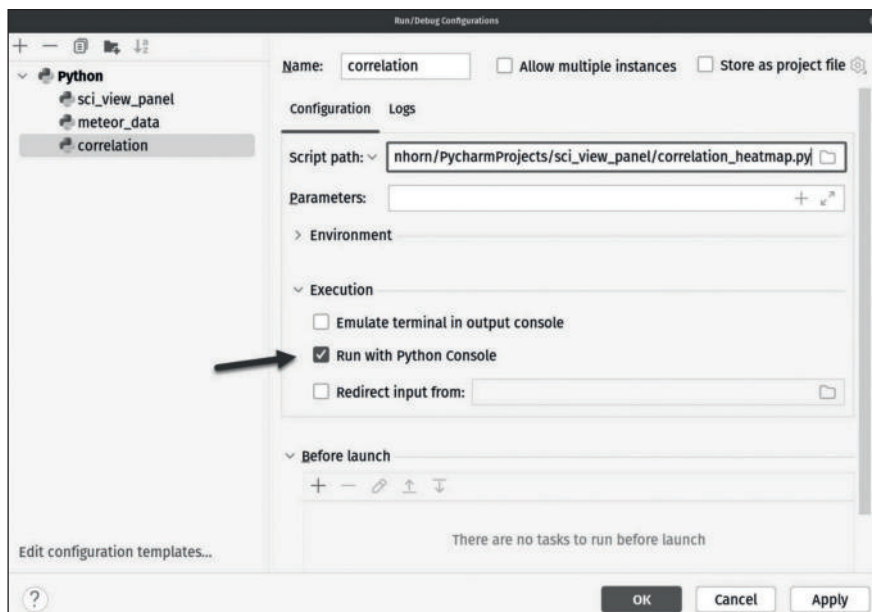 Run/Debug Configurations
Python
sci_view_panel
meteor_data
correlation
Edit configuration templates...
Name: correlation Allow multiple instances Store as project file
Configuration Logs
Script path: nhorn/PycharmProjects/sci_view_panel/correlation_heatmap.py
Parameters:
Environment
Execution
Emulate terminal in output console
Run with Python Console
Redirect input from:
Before launch
There are no tasks to run before launch
? OK Cancel Apply